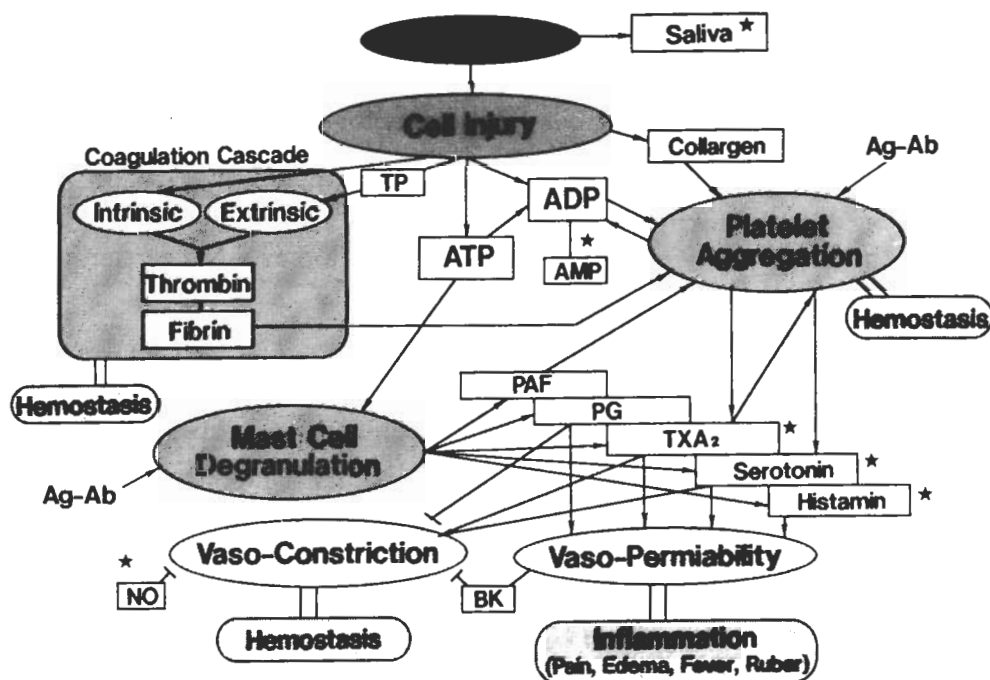 Saliva ★
Cell Injury
Coagulation Cascade
Collargen
Ag-Ab
TP
Intrinsic
Extrinsic
ADP
Platelet
Aggregation
ATP
★
AMP
Thrombin
Fibrin
Hemostasis
Hemostasis
PAF
PG
TXA₂ ★
Mast Cell
Degranulation
Serotonin ★
Ag-Ab
Histamin ★
★
Vaso-Constriction
Vaso-Permiability
NO
BK
Hemostasis
Inflammation
(Pain, Edema, Fever, Rubar)